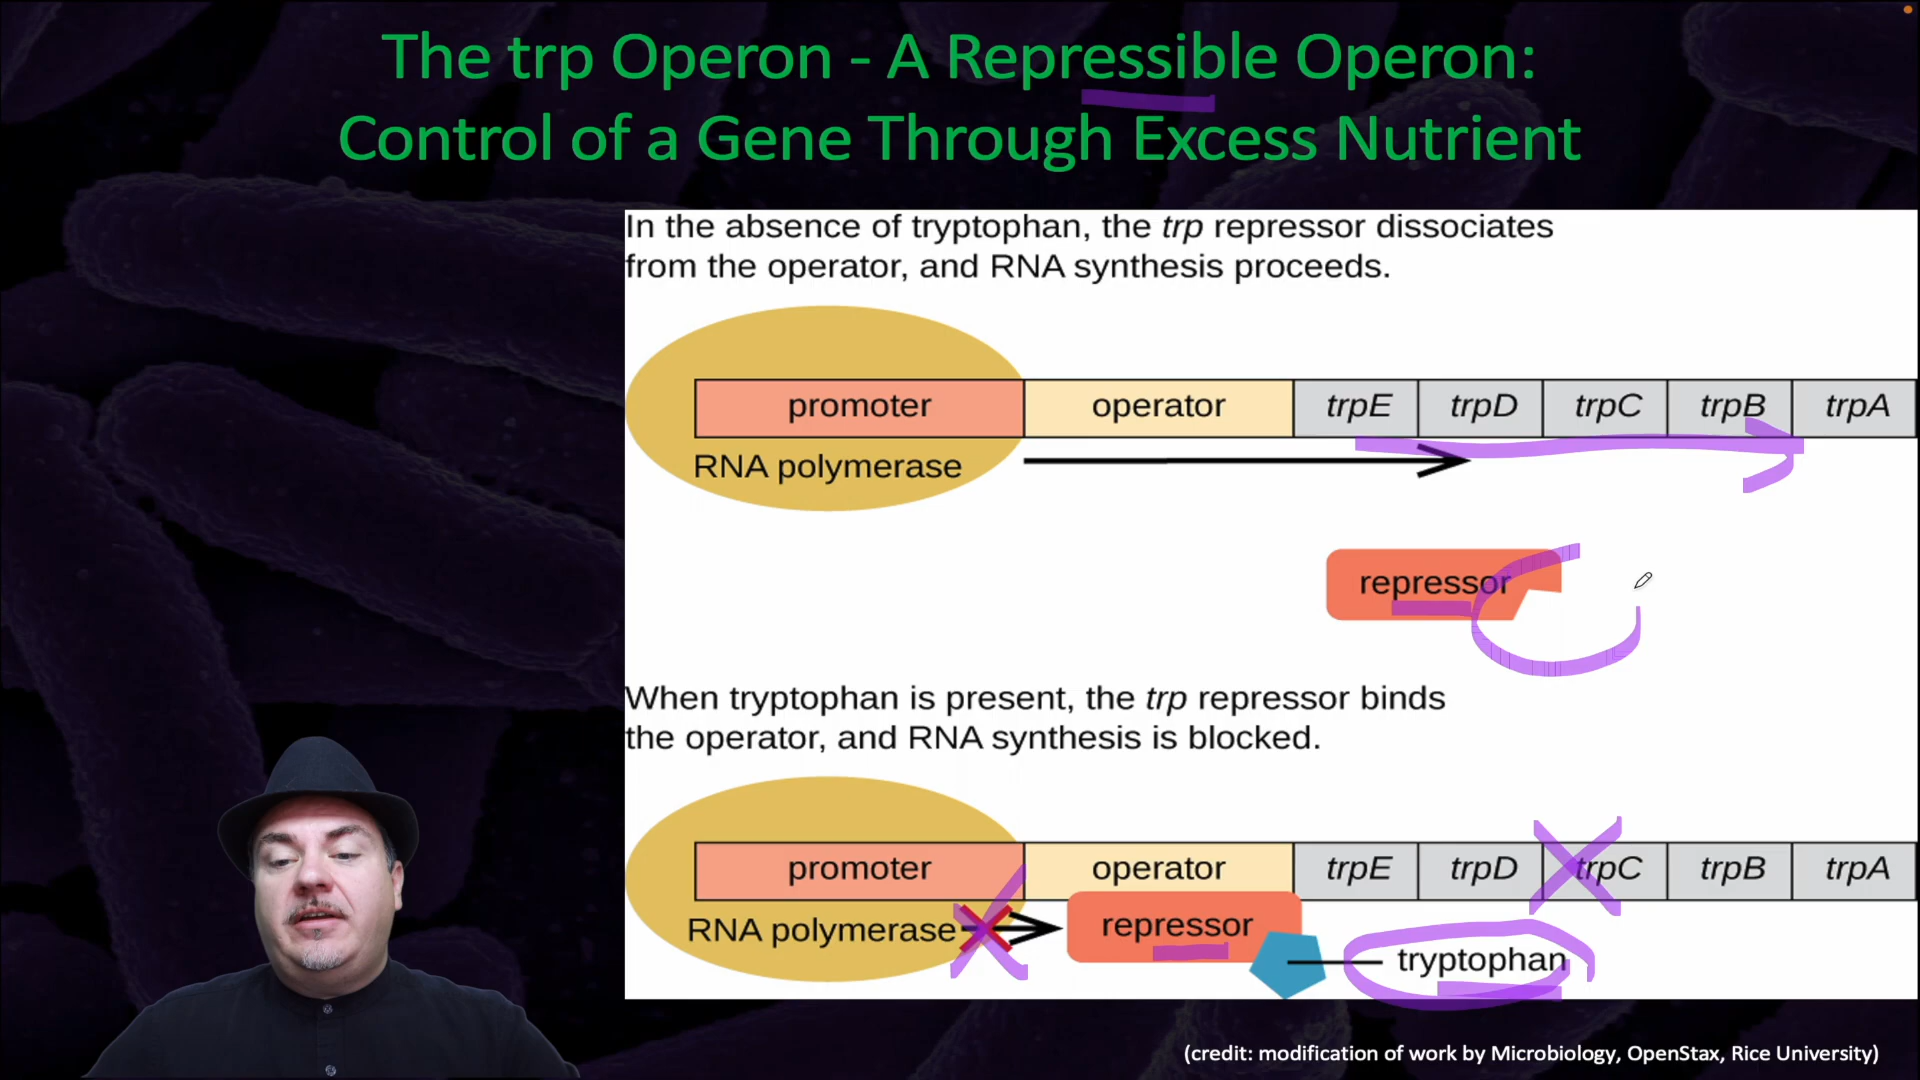 The trp Operon - A Repressible Operon:
Control of a Gene Through Excess Nutrient
In the absence of tryptophan, the trp repressor dissociates
from the operator, and RNA synthesis proceeds.
promoter operator trpE trpD trpC trpB trpA
RNA polymerase
repressor
When tryptophan is present, the trp repressor binds
the operator, and RNA synthesis is blocked.
promoter operator trpE trpD trpC trpB trpA
RNA polymerase repressor
tryptophan
(credit: modification of work by Microbiology, OpenStax, Rice University)